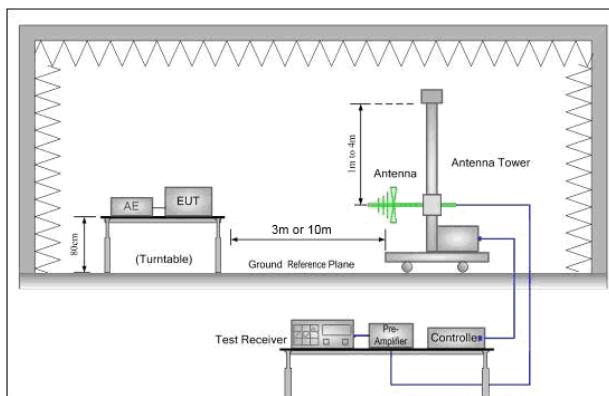 1m to 4m
Antenna
Antenna Tower
AE
EUT
80cm
(Turntable)
3m or 10m
Ground Reference Plane
Test Receiver
Pre-
Amplifier
Controller